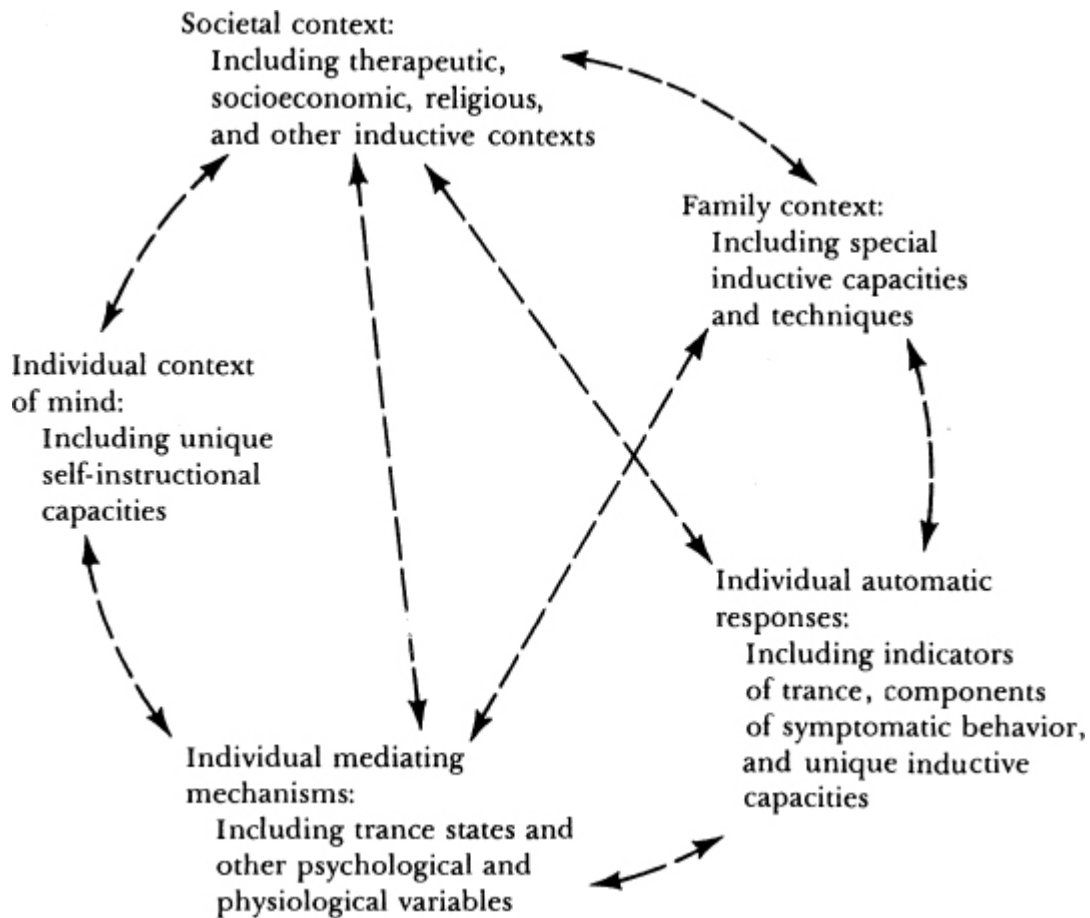 Societal context:
Including therapeutic,
socioeconomic, religious,
and other inductive contexts
Family context:
Including special
inductive capacities
and techniques
Individual context
of mind:
Including unique
self-instructional
capacities
Individual automatic
responses:
Including indicators
of trance, components
of symptomatic behavior,
and unique inductive
capacities
Individual mediating
mechanisms:
Including trance states and
other psychological and
physiological variables